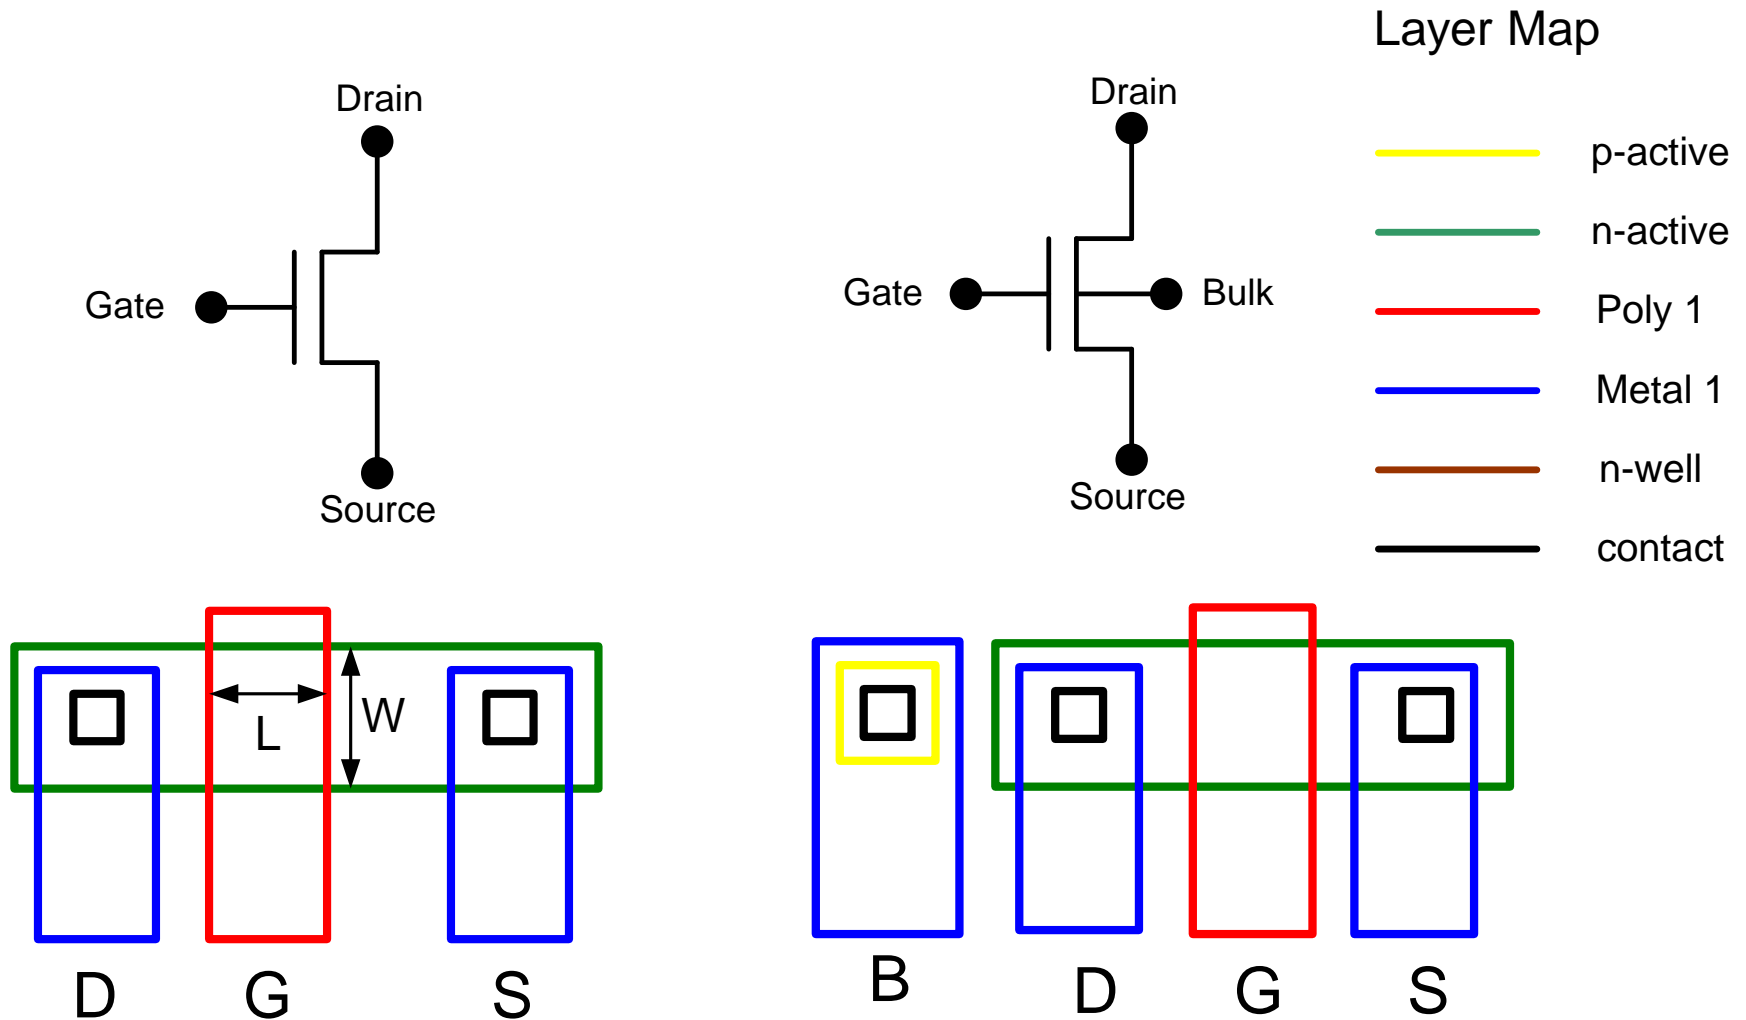 Layer Map
Drain
Gate
Source
Drain
Gate
Bulk
Source
p-active
n-active
Poly 1
Metal 1
n-well
contact
L
W
D
G
S
B
D
G
S